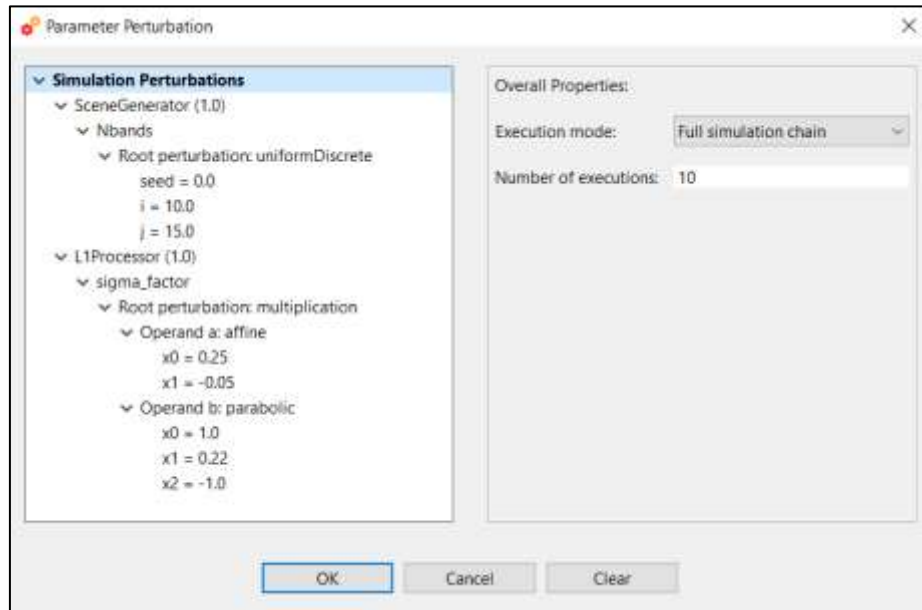 Parameter Perturbation
Simulation Perturbations
SceneGenerator (1.0)
Nbands
Root perturbation: uniformDiscrete
seed = 0.0
i = 10.0
j = 15.0
L1Processor (1.0)
sigma_factor
Root perturbation: multiplication
Operand a: affine
x0 = 0.25
x1 = -0.05
Operand b: parabolic
x0 = 1.0
x1 = 0.22
x2 = -1.0
Overall Properties:
Execution mode: Full simulation chain
Number of executions: 10
OK Cancel Clear